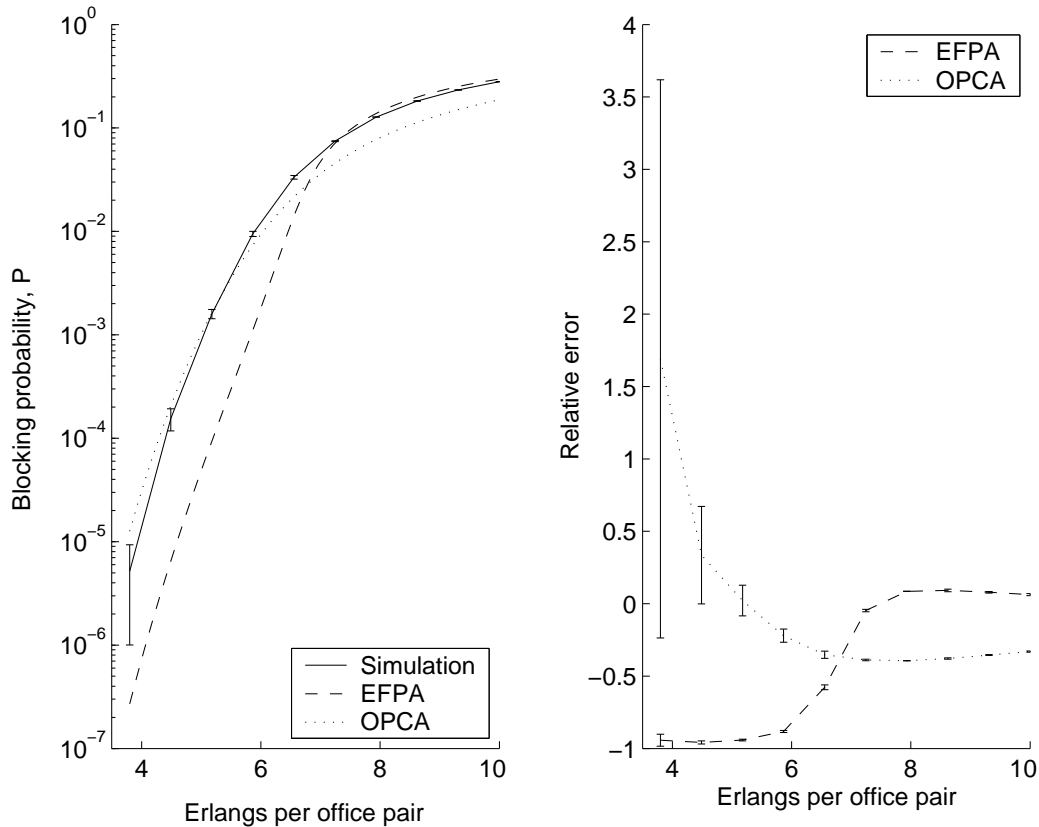 10^0
10^−1
10^−2
10^−3
10^−4
10^−5
10^−6
10^−7
4 6 8 10
Blocking probability, P
Erlangs per office pair
Simulation
EFPA
OPCA
4
3.5
3
2.5
2
1.5
1
0.5
0
−0.5
−1
4 6 8 10
Relative error
Erlangs per office pair
EFPA
OPCA